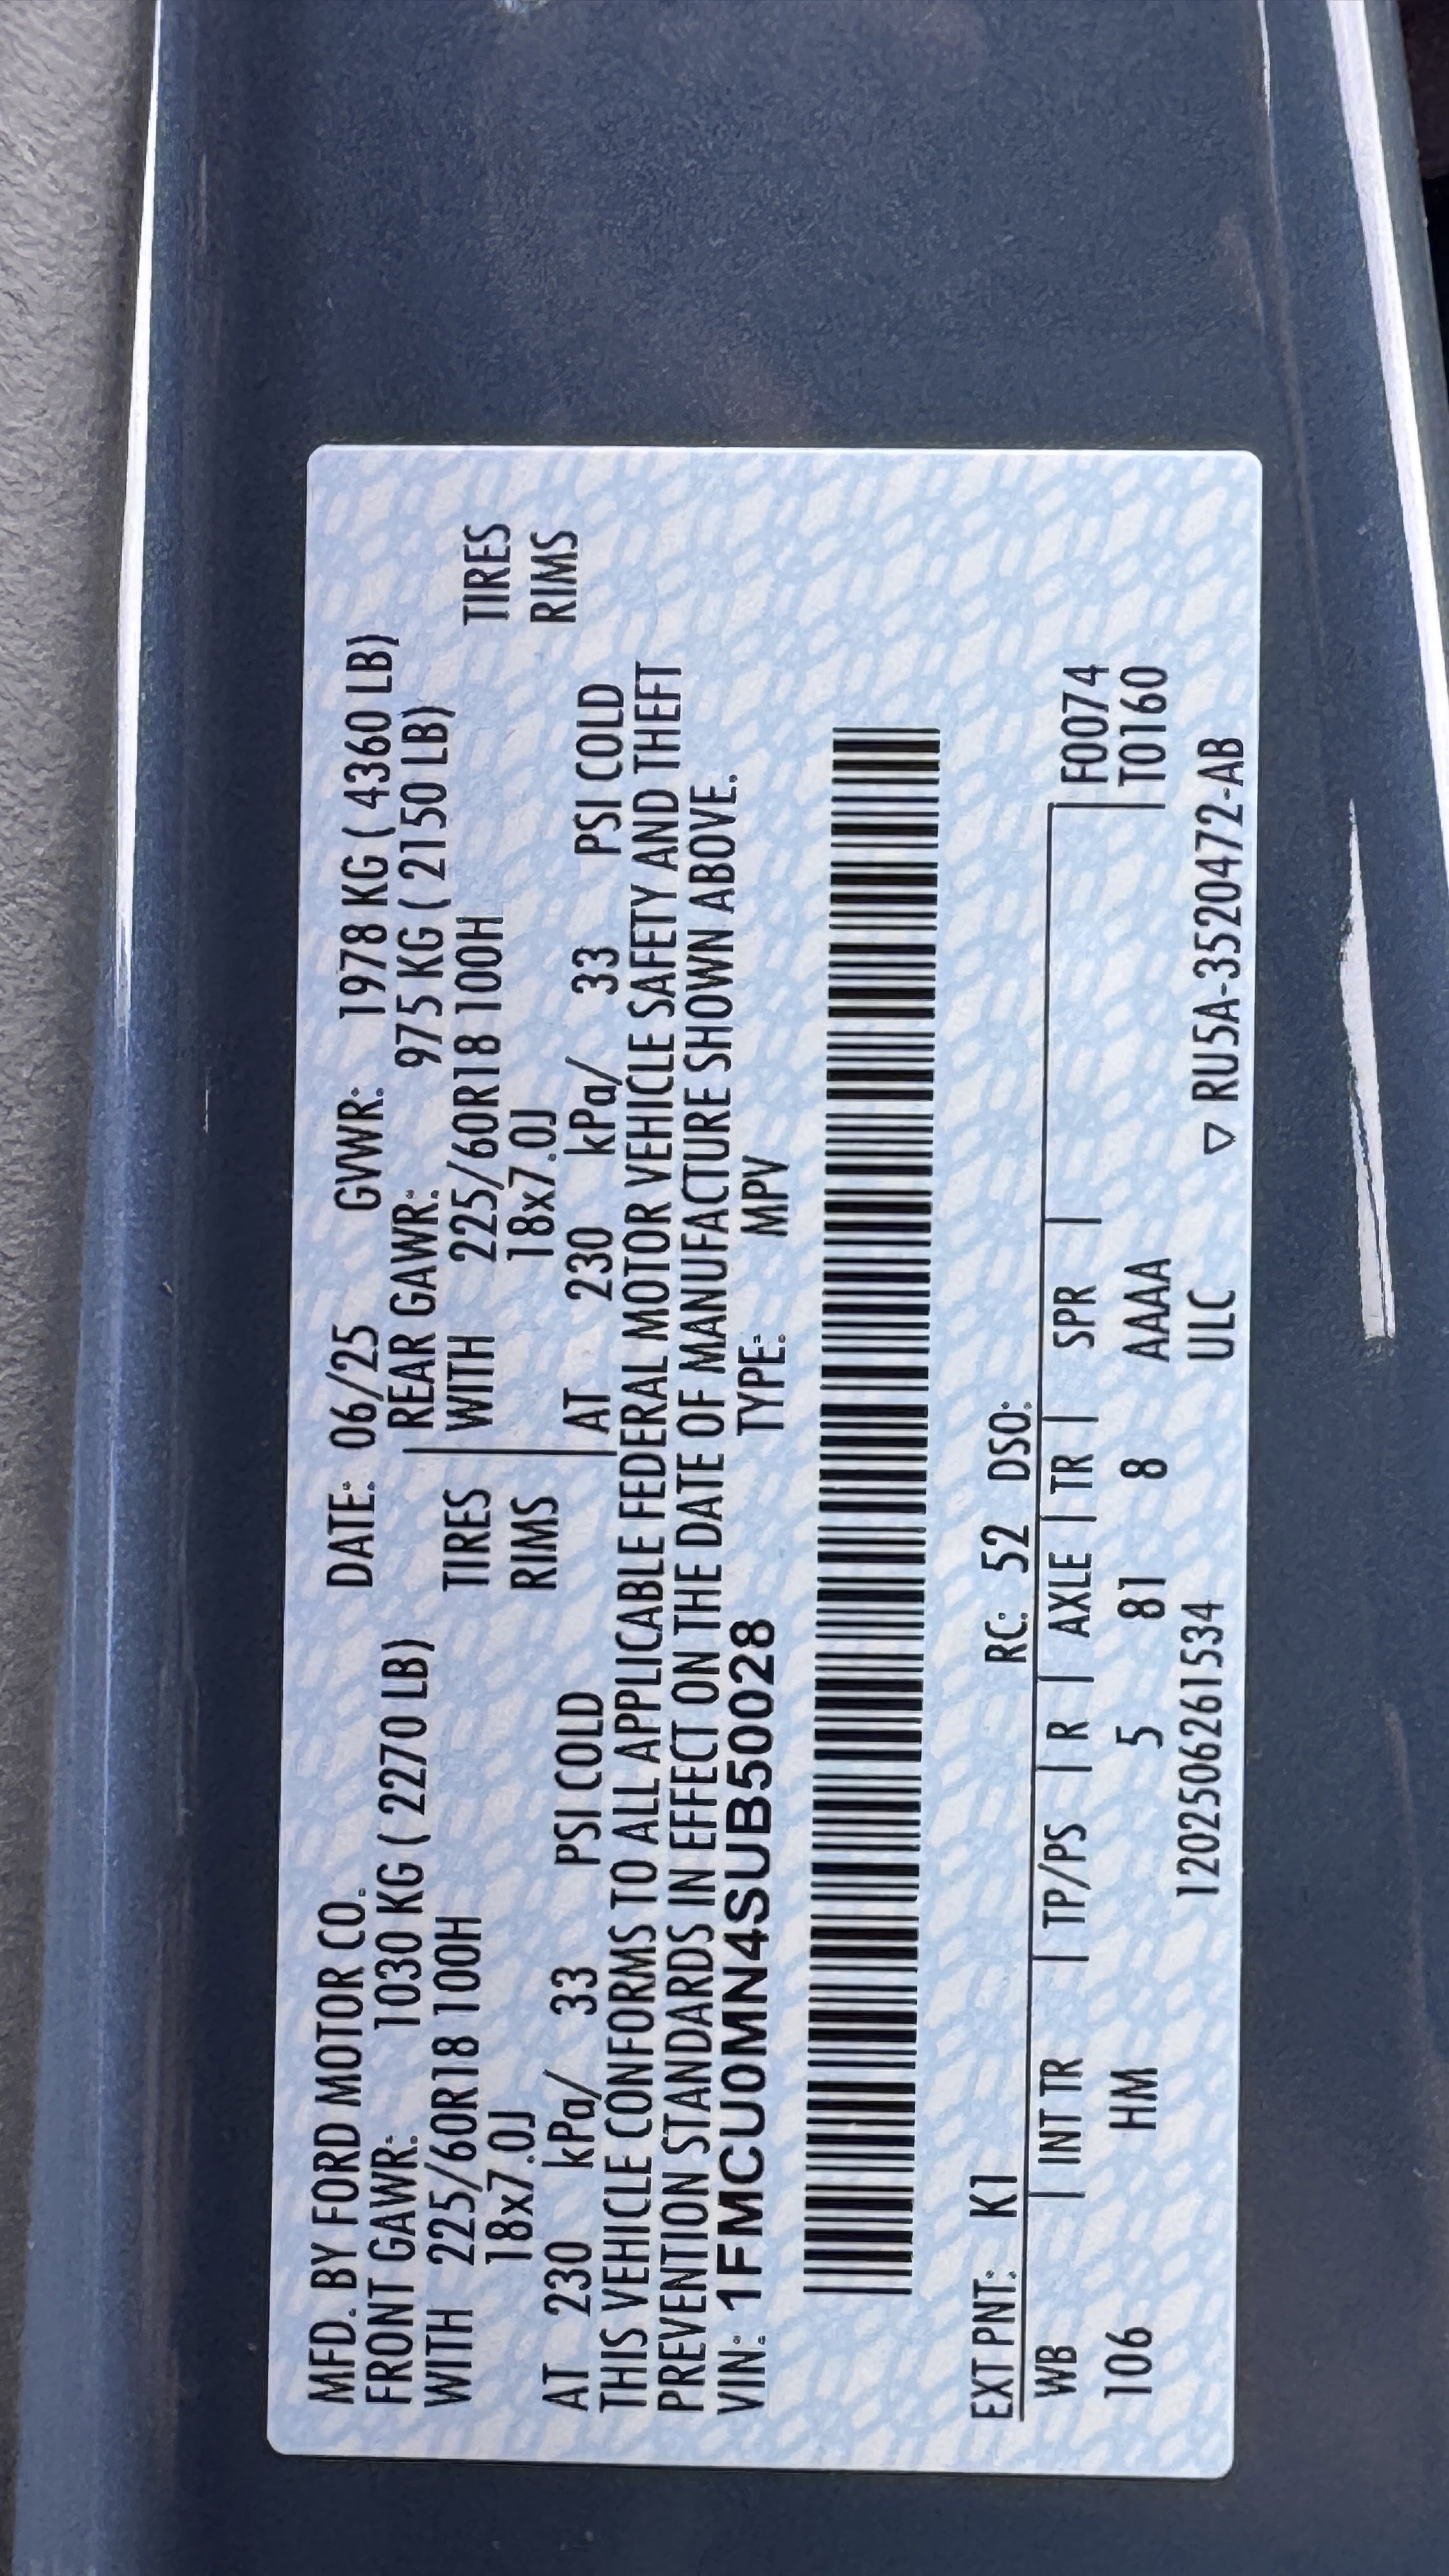 MFD. BY FORD MOTOR CO. DATE: 06/25 GVWR: 1978 KG ( 4360 LB)
FRONT GAWR: 1030 KG ( 2270 LB) REAR GAWR: 975 KG ( 2150 LB)
WITH 225/60R18 100H TIRES WITH 225/60R18 100H TIRES
18x7.0J RIMS 18x7.0J RIMS
AT 230 kPa/ 33 PSI COLD AT 230 kPa/ 33 PSI COLD
THIS VEHICLE CONFORMS TO ALL APPLICABLE FEDERAL MOTOR VEHICLE SAFETY AND THEFT
PREVENTION STANDARDS IN EFFECT ON THE DATE OF MANUFACTURE SHOWN ABOVE.
VIN: 1FMCU0MN4SUB50028 TYPE: MPV
EXT PNT: K1 RC: 52 DSO:
WB | INT TR | TP/PS | R | AXLE | TR | SPR | F0074
106 HM 5 81 8 AAAA T0160
1202506261534 ULC ▽ RU5A-3520472-AB